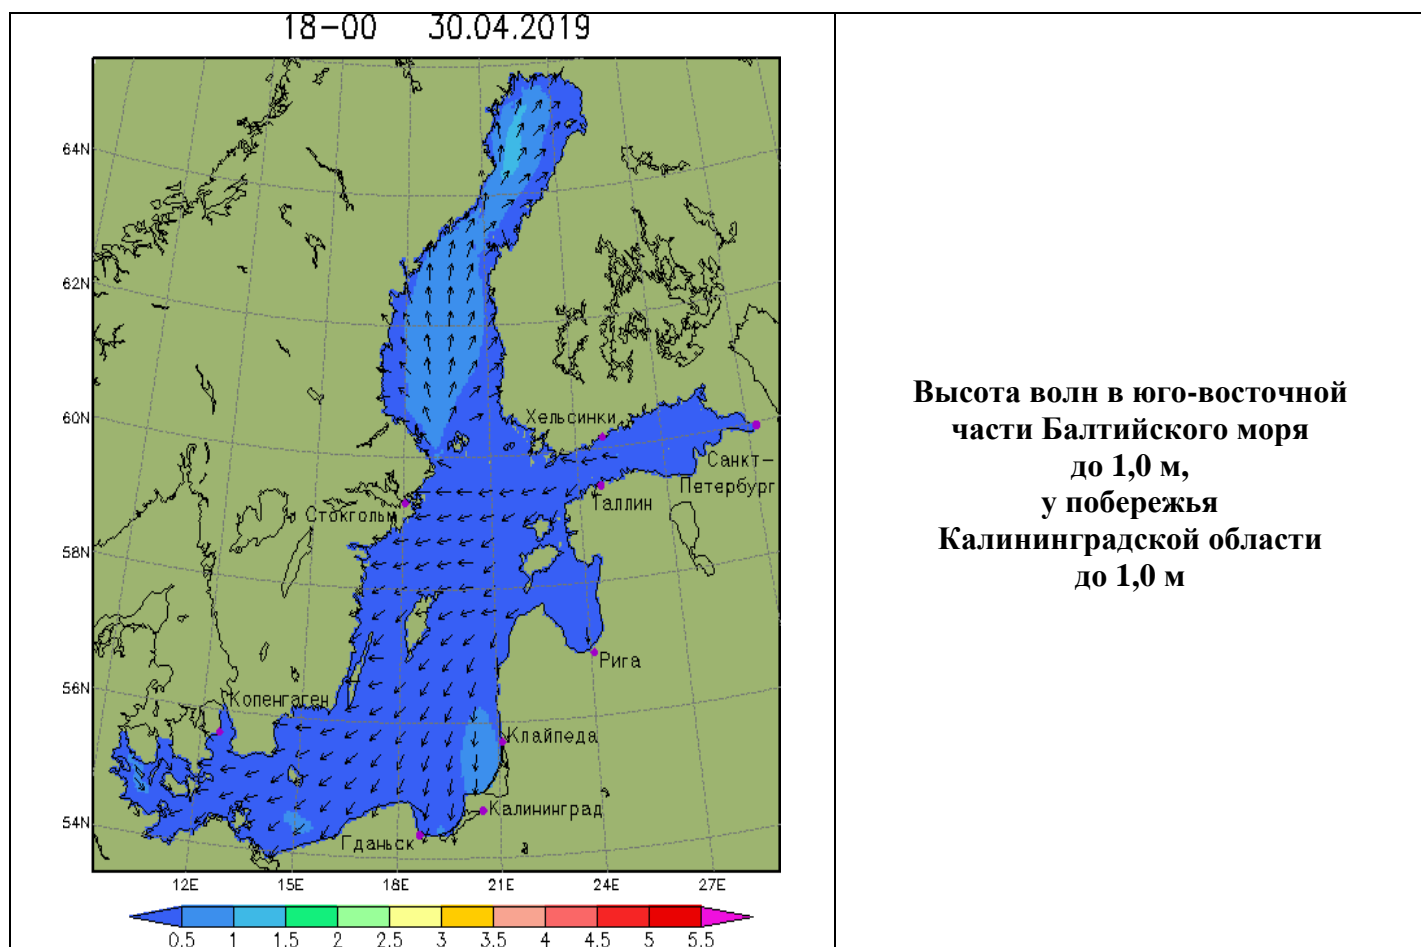 18-00 30.04.2019
64N
62N
60N
58N
56N
54N
Хельсинки
Санкт-
Петербург
Таллин
Стокгольм
Рига
Копенгаген
Клайпеда
Калининград
Гданьск
12E 15E 18E 21E 24E 27E
0.5 1 1.5 2 2.5 3 3.5 4 4.5 5 5.5
Высота волн в юго-восточной
части Балтийского моря
до 1,0 м,
у побережья
Калининградской области
до 1,0 м